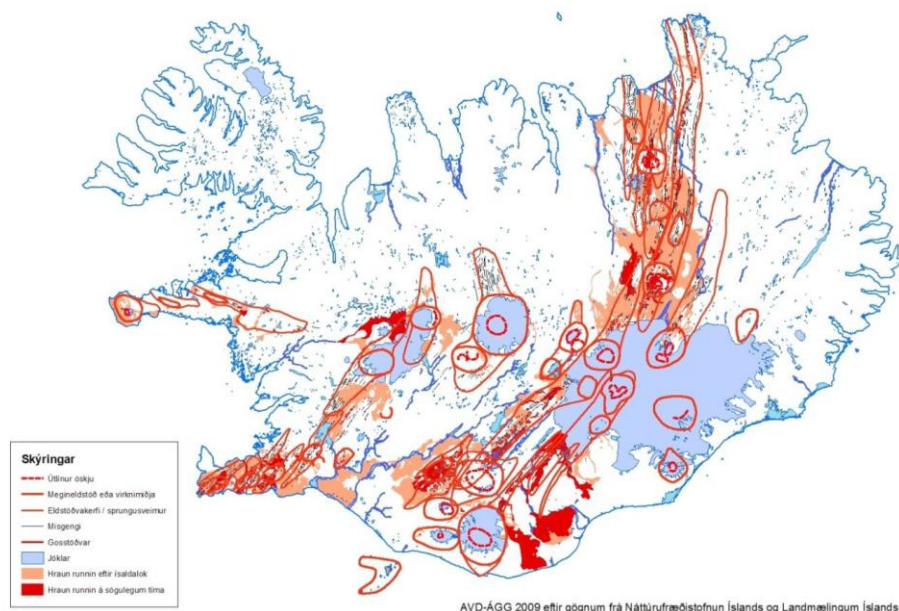 Skýringar
Útlínur öskju
Megineldstöð eða virknimiðja
Eldstöðvakerfi / sprungusveimur
Misgengi
Gosstöðvar
Jöklar
Hraun runnin eftir ísaldalok
Hraun runnin á sögulegum tíma
AVD-ÁGG 2009 eftir gögnum frá Náttúrufræðistofnun Íslands og Landmælingum Íslands